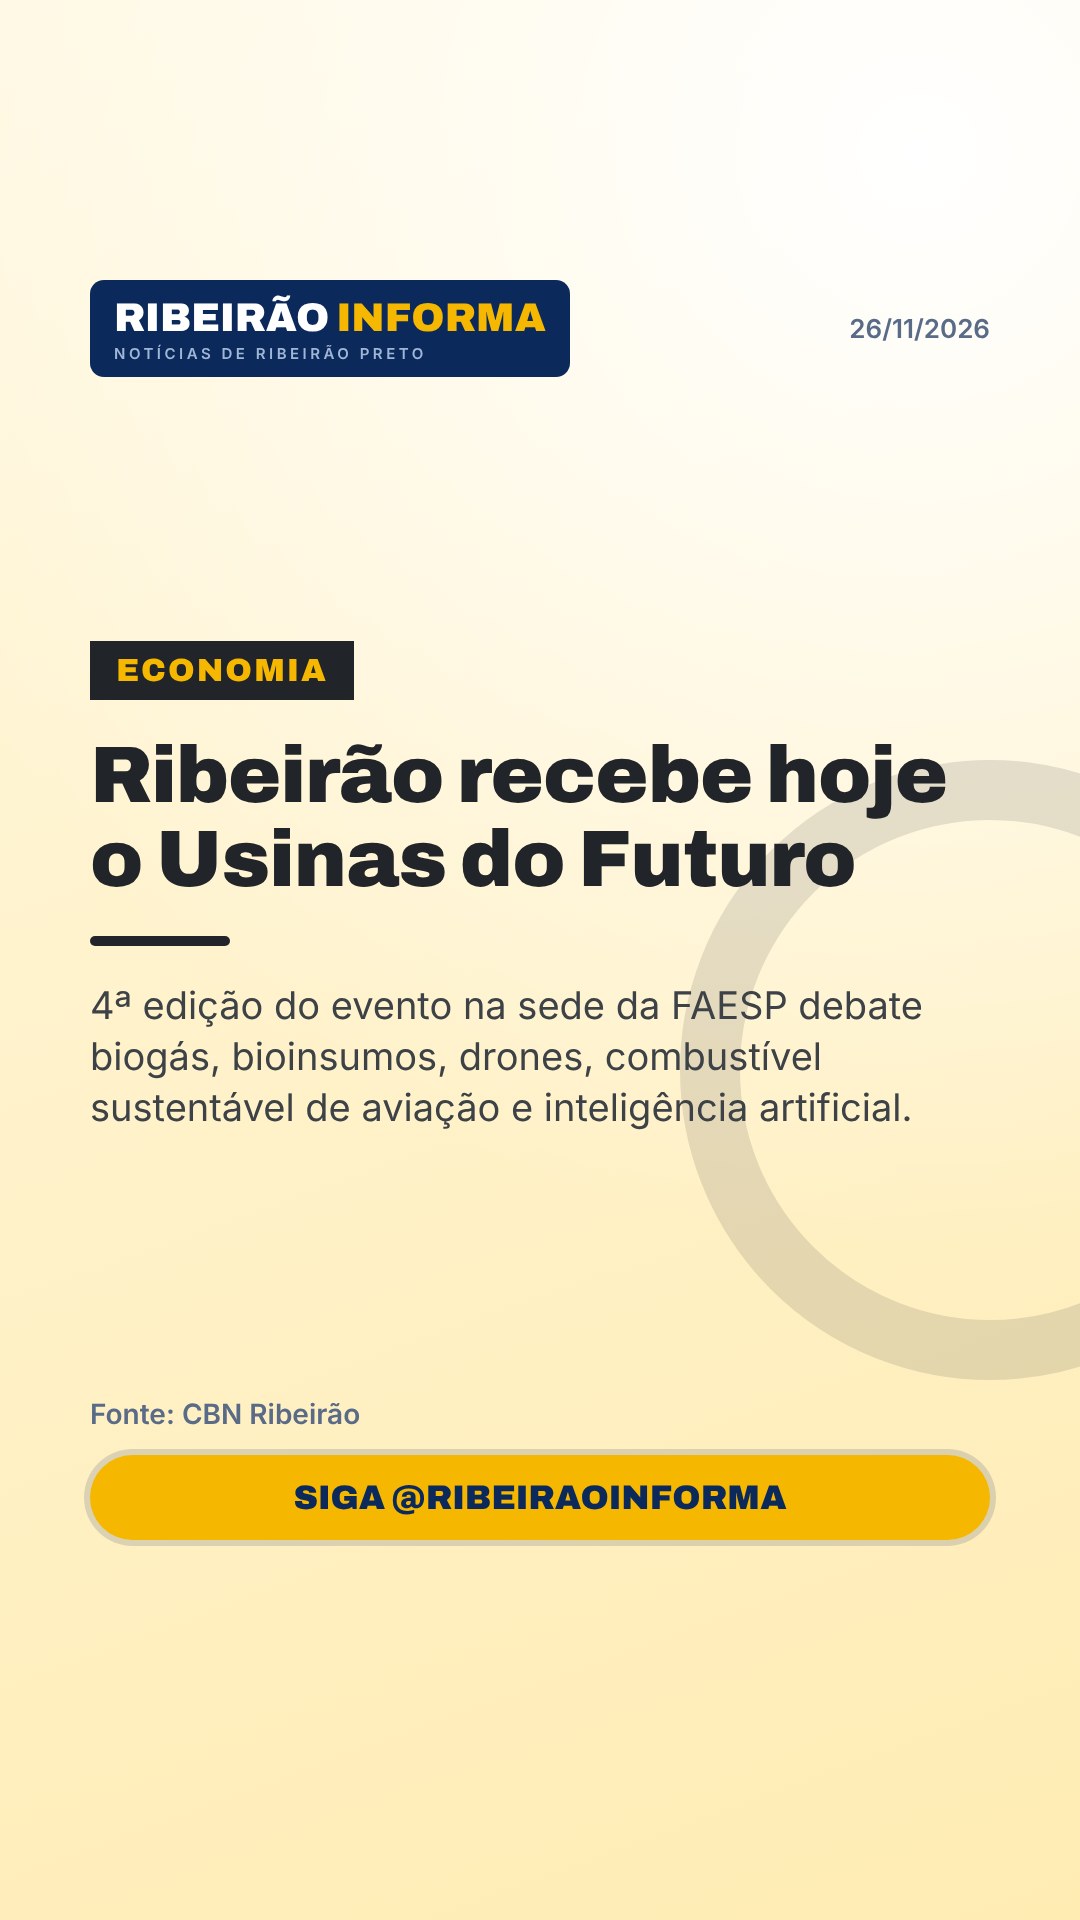 RIBEIRÃO INFORMA
NOTÍCIAS DE RIBEIRÃO PRETO
26/11/2026
ECONOMIA
Ribeirão recebe hoje
o Usinas do Futuro
4ª edição do evento na sede da FAESP debate
biogás, bioinsumos, drones, combustível
sustentável de aviação e inteligência artificial.
Fonte: CBN Ribeirão
SIGA @RIBEIRAOINFORMA